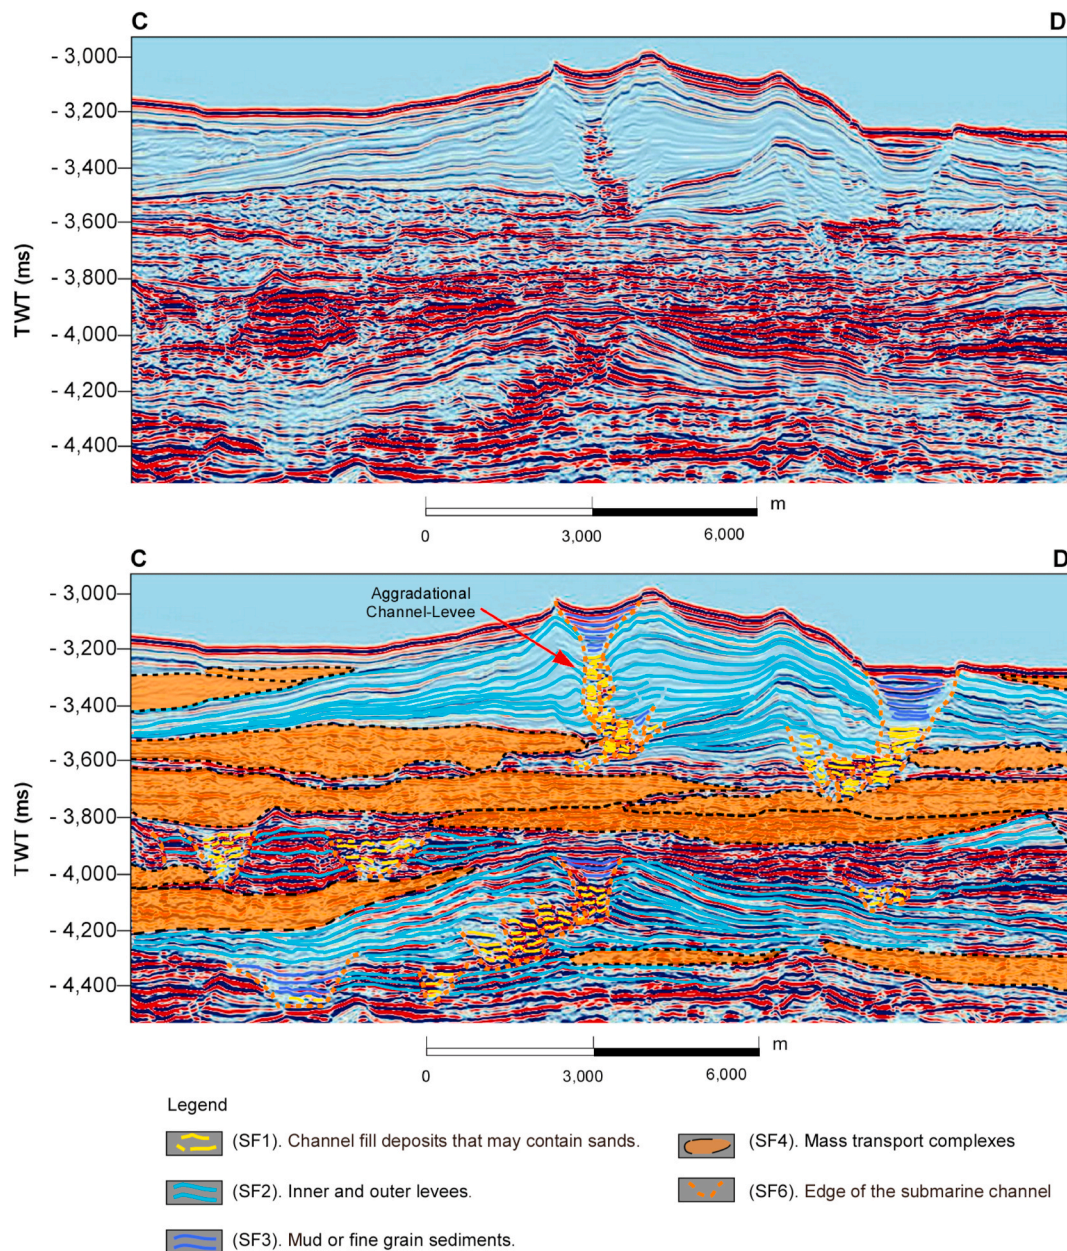 C D
- 3,000
- 3,200
- 3,400
- 3,600
- 3,800
- 4,000
- 4,200
- 4,400
TWT (ms)
m
0 3,000 6,000
C D
Aggradational
Channel-Levee
- 3,000
- 3,200
- 3,400
- 3,600
- 3,800
- 4,000
- 4,200
- 4,400
TWT (ms)
m
0 3,000 6,000
Legend
(SF1). Channel fill deposits that may contain sands.
(SF2). Inner and outer levees.
(SF3). Mud or fine grain sediments.
(SF4). Mass transport complexes
(SF6). Edge of the submarine channel